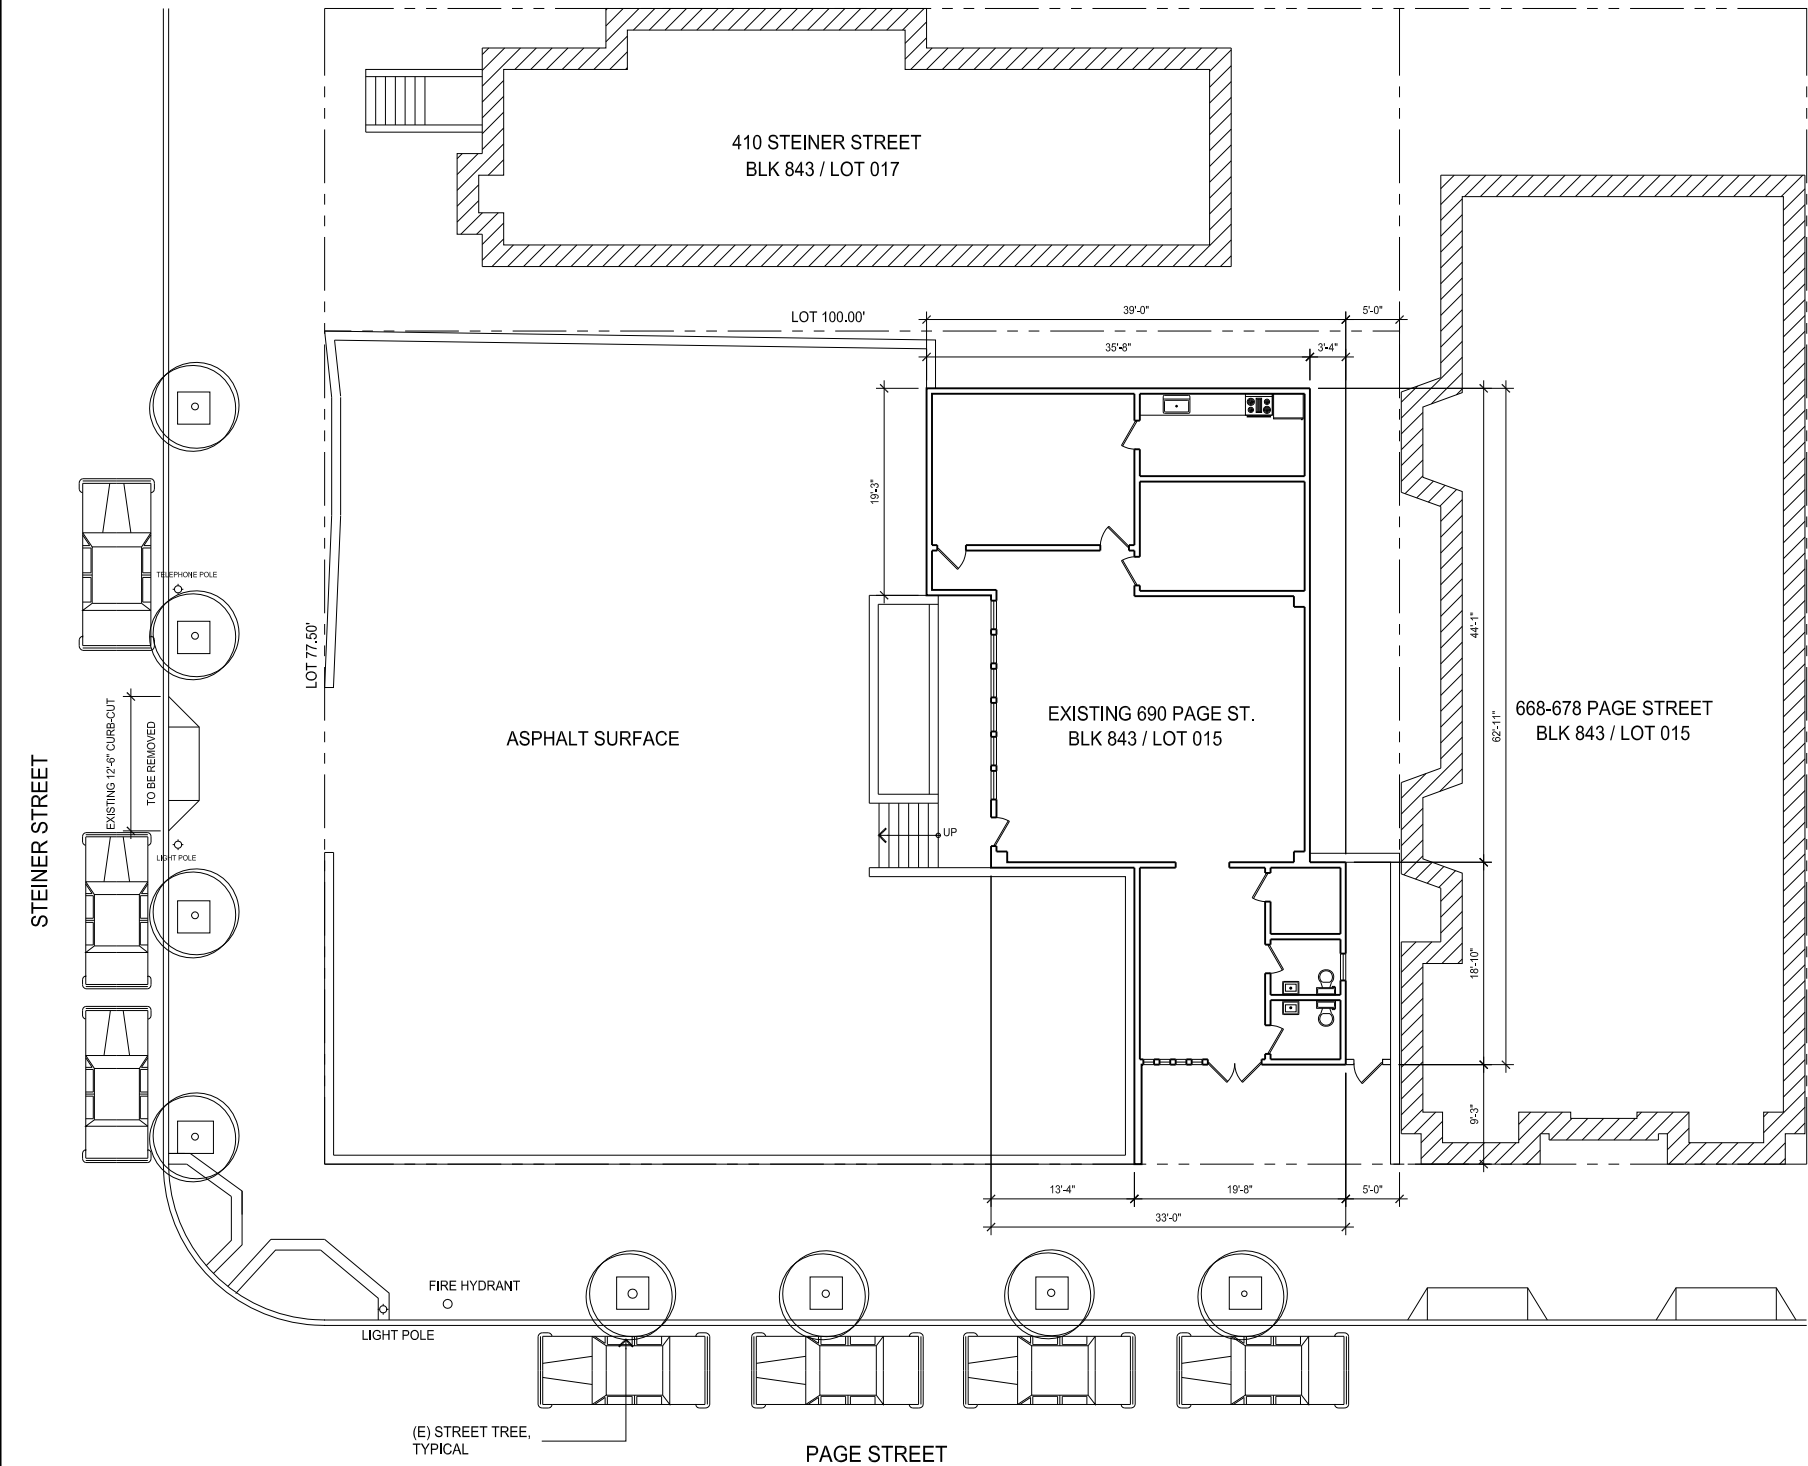 410 STEINER STREET
BLK 843 / LOT 017
LOT 100.00'
39'-0"
5'-0"
35'-8"
3'-4"
19'-3"
TELEPHONE POLE
LOT 77.50'
44'-1"
62'-11"
EXISTING 12'-6" CURB-CUT
TO BE REMOVED
ASPHALT SURFACE
EXISTING 690 PAGE ST.
BLK 843 / LOT 015
668-678 PAGE STREET
BLK 843 / LOT 015
STEINER STREET
UP
LIGHT POLE
18'-10"
9'-3"
13'-4"
19'-8"
5'-0"
33'-0"
FIRE HYDRANT
LIGHT POLE
(E) STREET TREE,
TYPICAL
PAGE STREET